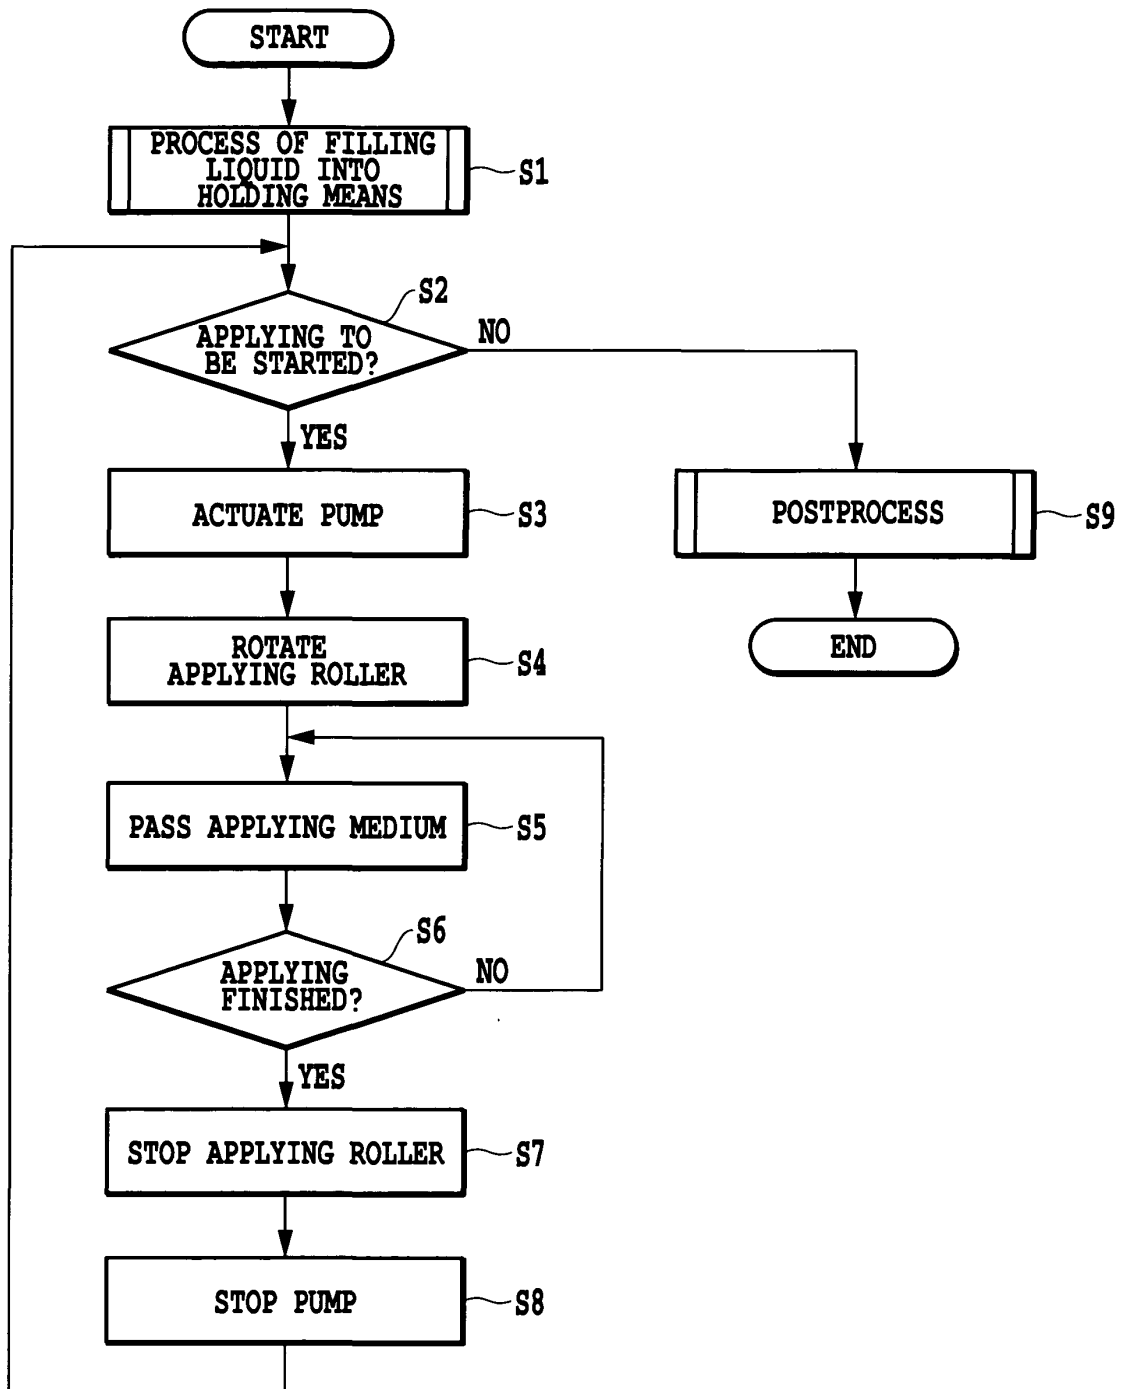 START
PROCESS OF FILLING
LIQUID INTO
HOLDING MEANS
S1
S2
APPLYING TO
BE STARTED?
NO
YES
ACTUATE PUMP
S3
POSTPROCESS
S9
ROTATE
APPLYING ROLLER
S4
END
PASS APPLYING MEDIUM
S5
S6
APPLYING
FINISHED?
NO
YES
STOP APPLYING ROLLER
S7
STOP PUMP
S8